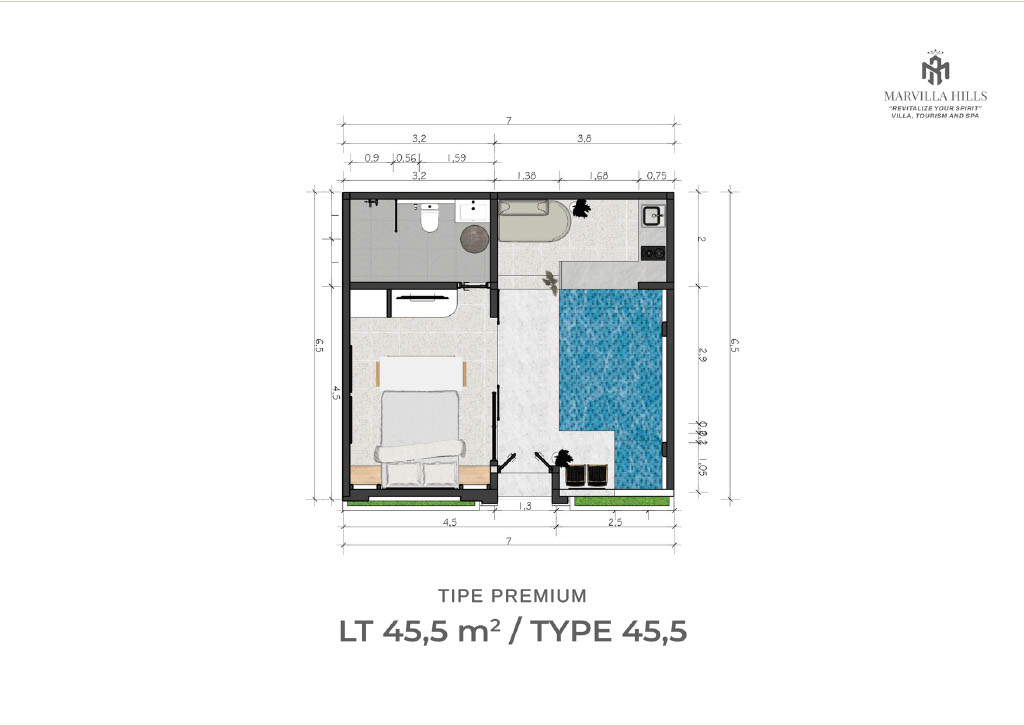 MARVILLA HILLS
"REVITALIZE YOUR SPIRIT"
VILLA, TOURISM AND SPA
7
3,2 3,8
0,9 0,56 1,59
3,2 1,38 1,68 0,75
1
1
2
6,5
4,5
2,9
6,5
1,05
1,3
4,5 2,5
7
TIPE PREMIUM
LT 45,5 m² / TYPE 45,5